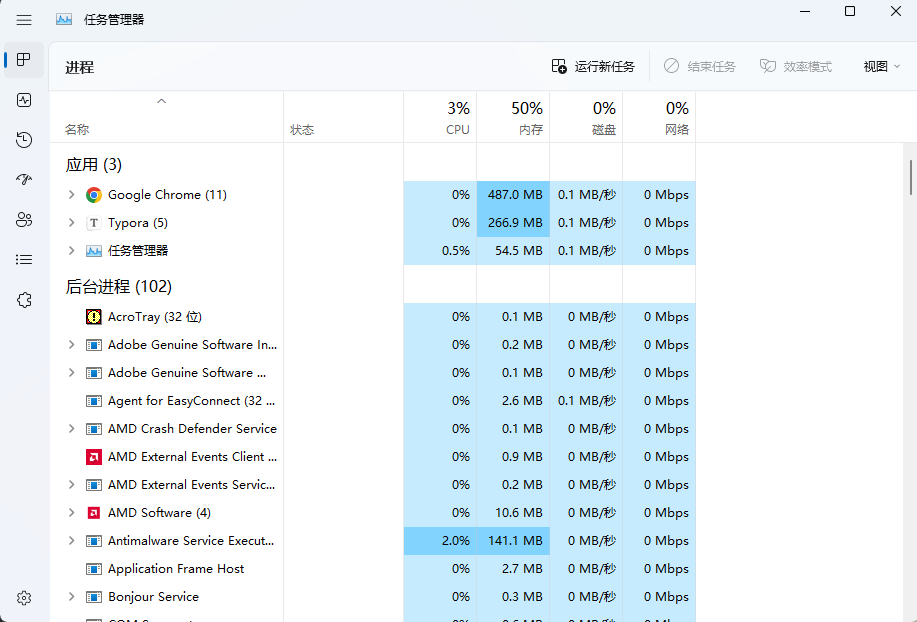 任务管理器
进程
运行新任务 结束任务 效率模式 视图
3% 50% 0% 0%
名称 状态 CPU 内存 磁盘 网络
应用 (3)
Google Chrome (11) 0% 487.0 MB 0.1 MB/秒 0 Mbps
T Typora (5) 0% 266.9 MB 0.1 MB/秒 0 Mbps
任务管理器 0.5% 54.5 MB 0.1 MB/秒 0 Mbps
后台进程 (102)
AcroTray (32 位) 0% 0.1 MB 0 MB/秒 0 Mbps
Adobe Genuine Software In... 0% 0.2 MB 0 MB/秒 0 Mbps
Adobe Genuine Software ... 0% 0.1 MB 0 MB/秒 0 Mbps
Agent for EasyConnect (32 ... 0% 2.6 MB 0.1 MB/秒 0 Mbps
AMD Crash Defender Service 0% 0.1 MB 0 MB/秒 0 Mbps
AMD External Events Client ... 0% 0.9 MB 0 MB/秒 0 Mbps
AMD External Events Servic... 0% 0.2 MB 0 MB/秒 0 Mbps
AMD Software (4) 0% 10.6 MB 0 MB/秒 0 Mbps
Antimalware Service Execut... 2.0% 141.1 MB 0 MB/秒 0 Mbps
Application Frame Host 0% 2.7 MB 0 MB/秒 0 Mbps
Bonjour Service 0% 0.3 MB 0 MB/秒 0 Mbps